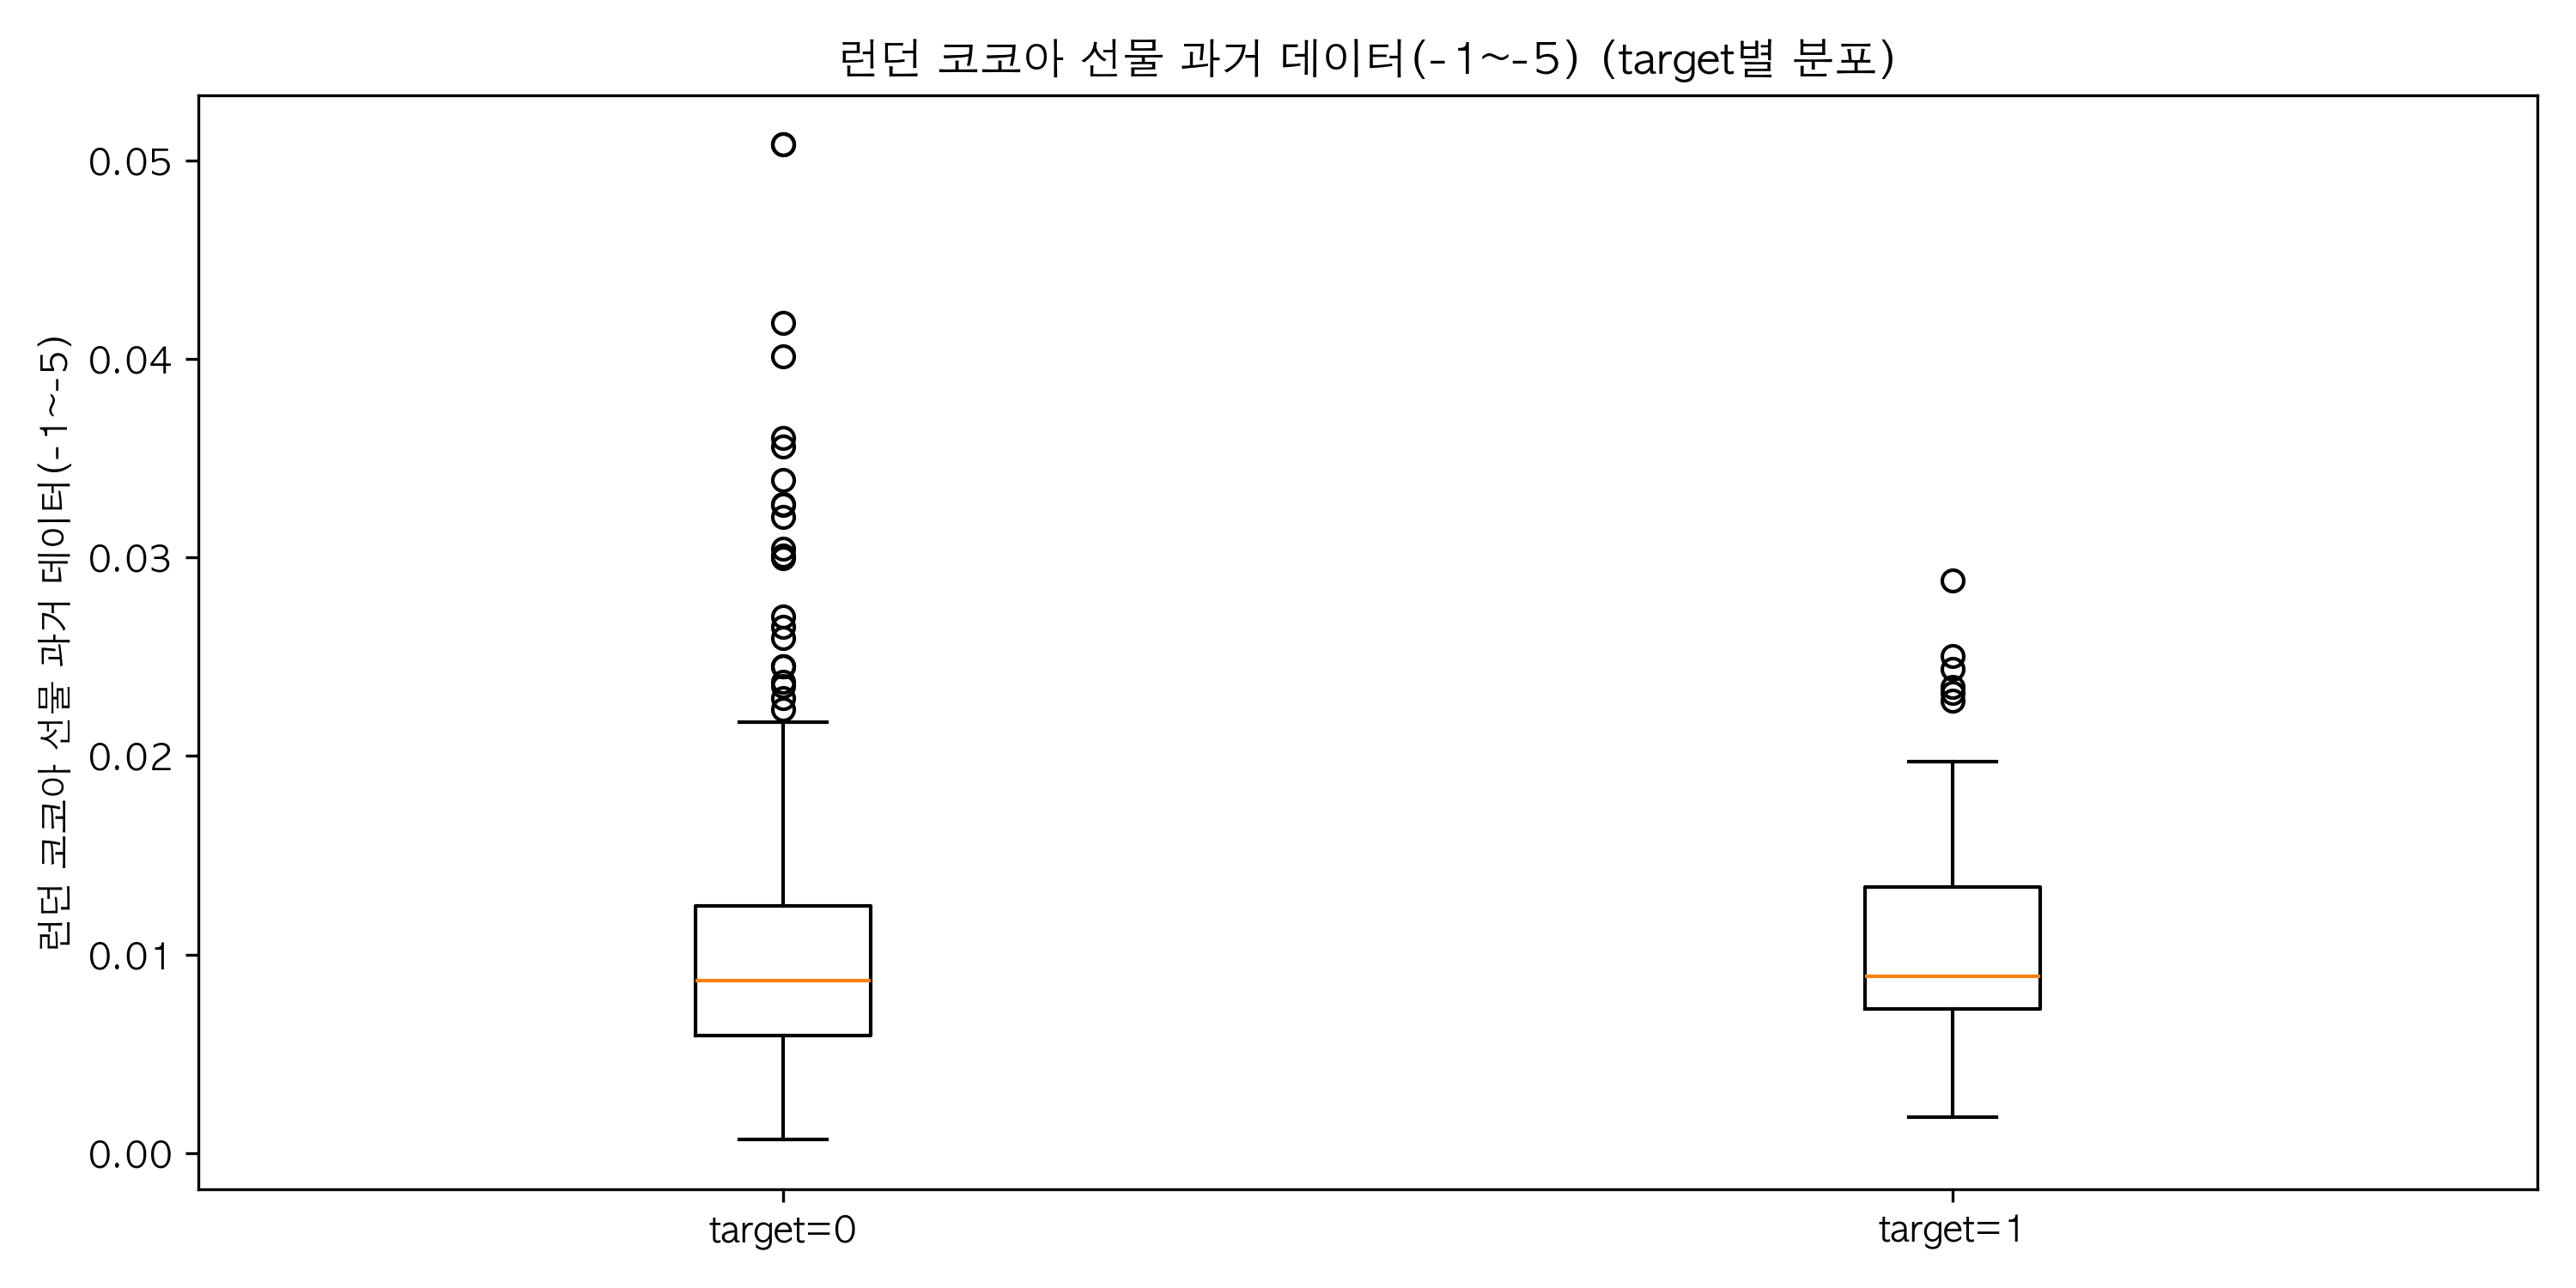 런던 코코아 선물 과거 데이터(-1~-5) (target별 분포)
런던 코코아 선물 과거 데이터(-1~-5)
0.05
0.04
0.03
0.02
0.01
0.00
target=0
target=1